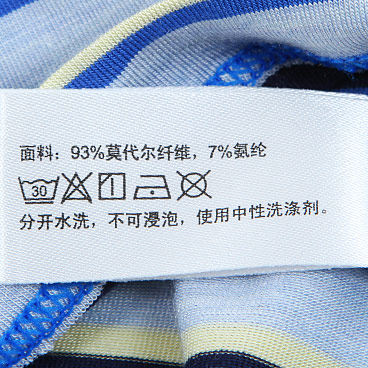 面料：93%莫代尔纤维，7%氨纶
30
分开水洗，不可浸泡，使用中性洗涤剂。